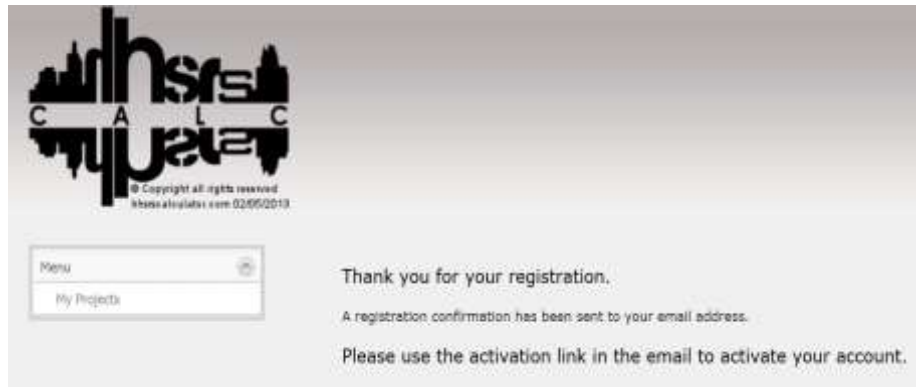 hhsrs
C A L C
© Copyright all rights reserved
hhsrscalculator.com 02/05/2013
Menu
My Projects
Thank you for your registration.
A registration confirmation has been sent to your email address.
Please use the activation link in the email to activate your account.